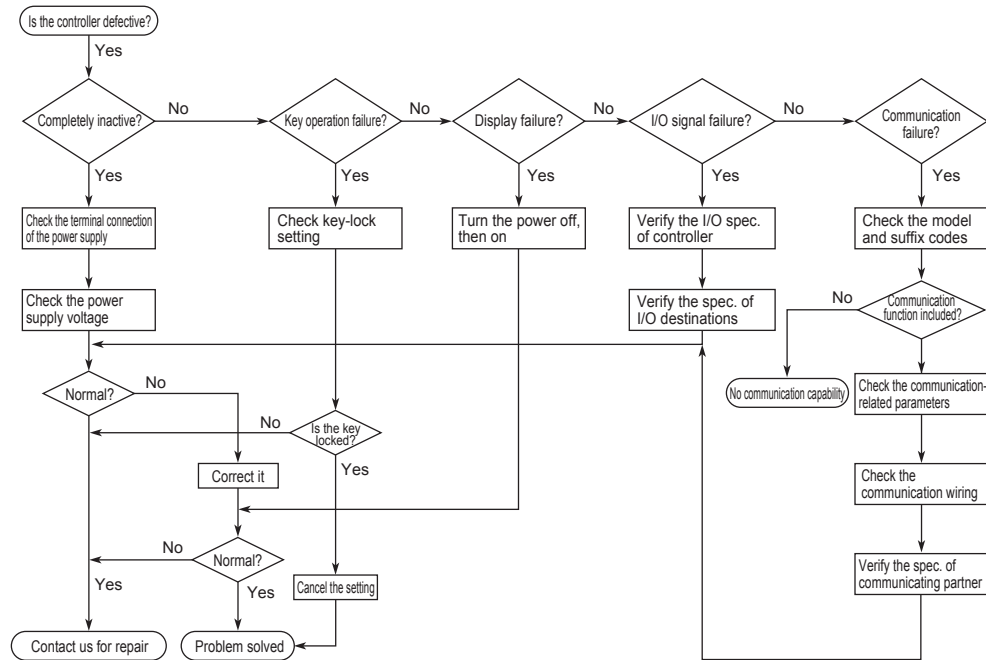 Is the controller defective?
Yes
Completely inactive?
No
Key operation failure?
No
Display failure?
No
I/O signal failure?
No
Communication
failure?
Yes
Yes
Yes
Yes
Yes
Check the terminal connection
of the power supply
Check key-lock
setting
Turn the power off,
then on
Verify the I/O spec.
of controller
Check the model
and suffix codes
Check the power
supply voltage
Verify the spec. of
I/O destinations
No
Communication
function included?
Normal?
No
No communication capability
Check the communication-
related parameters
No
Is the key
locked?
Yes
Correct it
Check the
communication wiring
No
Normal?
Yes
Yes
Cancel the setting
Verify the spec. of
communicating partner
Contact us for repair
Problem solved